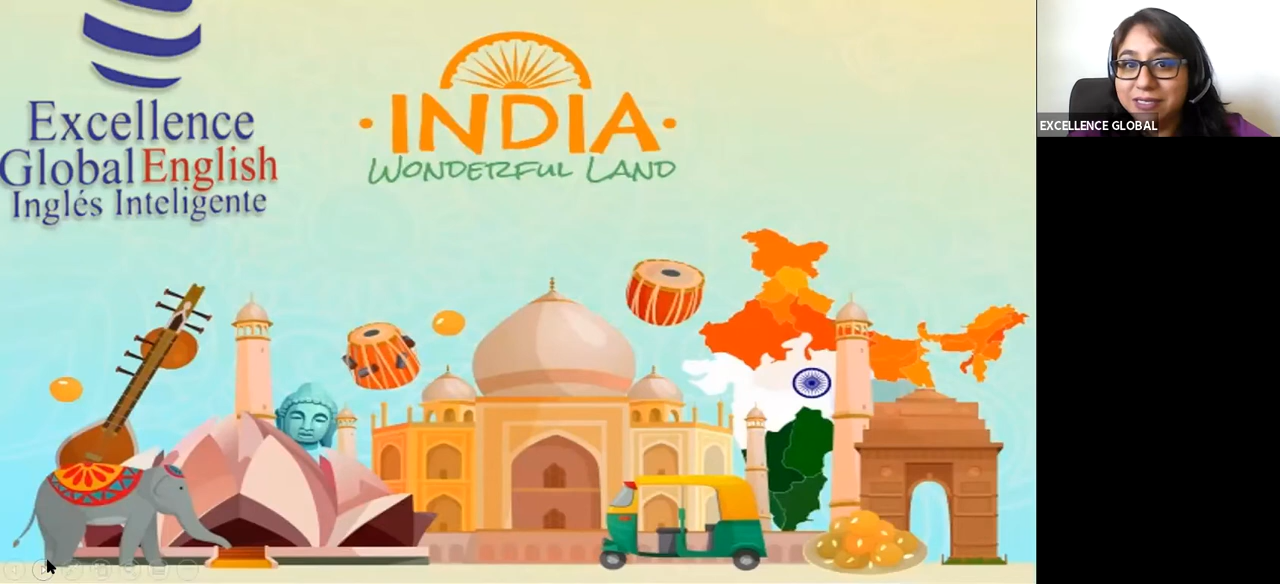 Excellence
Global English
Inglés Inteligente
·INDIA·
WONDERFUL LAND
EXCELLENCE GLOBAL